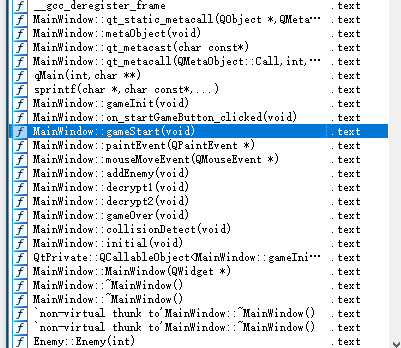 f __gcc_deregister_frame .text
f MainWindow::qt_static_metacall(QObject *,QMeta… .text
f MainWindow::metaObject(void) .text
f MainWindow::qt_metacast(char const*) .text
f MainWindow::qt_metacall(QMetaObject::Call,int,… .text
f qMain(int,char **) .text
f sprintf(char *,char const*,...) .text
f MainWindow::gameInit(void) .text
f MainWindow::on_startGameButton_clicked(void) .text
f MainWindow::gameStart(void) .text
f MainWindow::paintEvent(QPaintEvent *) .text
f MainWindow::mouseMoveEvent(QMouseEvent *) .text
f MainWindow::addEnemy(void) .text
f MainWindow::decrypt1(void) .text
f MainWindow::decrypt2(void) .text
f MainWindow::gameOver(void) .text
f MainWindow::collisionDetect(void) .text
f MainWindow::initial(void) .text
f QtPrivate::QCallableObject<MainWindow::gameIni… .text
f MainWindow::MainWindow(QWidget *) .text
f MainWindow::~MainWindow() .text
f MainWindow::~MainWindow() .text
f `non-virtual thunk to'MainWindow::~MainWindow() .text
f `non-virtual thunk to'MainWindow::~MainWindow() .text
f Enemy::Enemy(int) .text